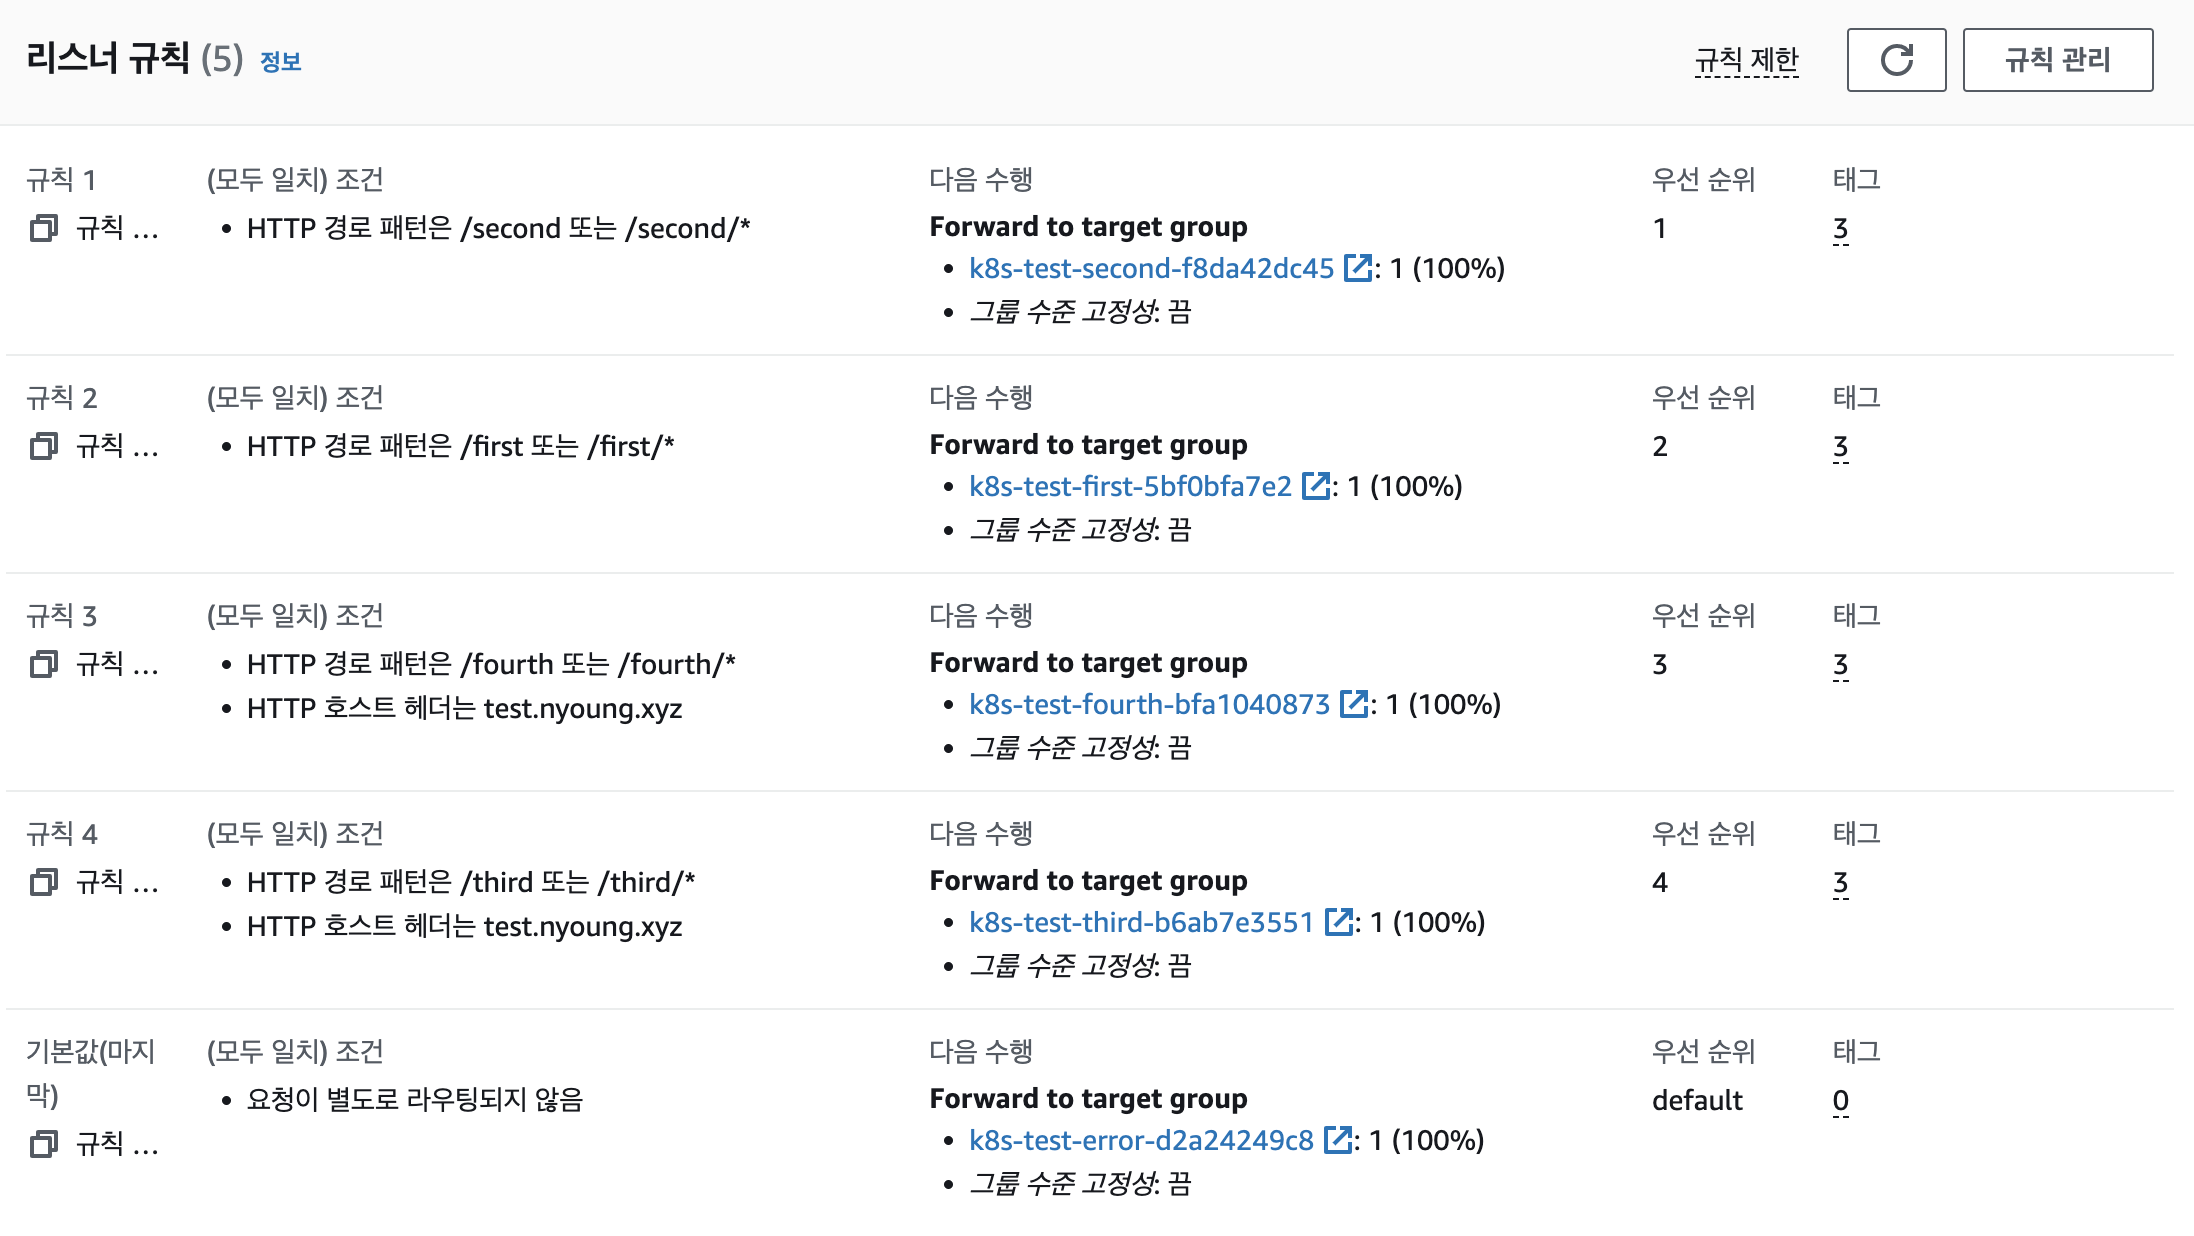 리스너 규칙 (5) 정보
규칙 제한
규칙 관리
규칙 1
(모두 일치) 조건
다음 수행
우선 순위
태그
규칙 ...
• HTTP 경로 패턴은 /second 또는 /second/*
Forward to target group
1
3
• k8s-test-second-f8da42dc45 : 1 (100%)
• 그룹 수준 고정성: 끔
규칙 2
(모두 일치) 조건
다음 수행
우선 순위
태그
규칙 ...
• HTTP 경로 패턴은 /first 또는 /first/*
Forward to target group
2
3
• k8s-test-first-5bf0bfa7e2 : 1 (100%)
• 그룹 수준 고정성: 끔
규칙 3
(모두 일치) 조건
다음 수행
우선 순위
태그
규칙 ...
• HTTP 경로 패턴은 /fourth 또는 /fourth/*
• HTTP 호스트 헤더는 test.nyoung.xyz
Forward to target group
3
3
• k8s-test-fourth-bfa1040873 : 1 (100%)
• 그룹 수준 고정성: 끔
규칙 4
(모두 일치) 조건
다음 수행
우선 순위
태그
규칙 ...
• HTTP 경로 패턴은 /third 또는 /third/*
• HTTP 호스트 헤더는 test.nyoung.xyz
Forward to target group
4
3
• k8s-test-third-b6ab7e3551 : 1 (100%)
• 그룹 수준 고정성: 끔
기본값(마지
막)
(모두 일치) 조건
다음 수행
우선 순위
태그
규칙 ...
• 요청이 별도로 라우팅되지 않음
Forward to target group
default
0
• k8s-test-error-d2a24249c8 : 1 (100%)
• 그룹 수준 고정성: 끔